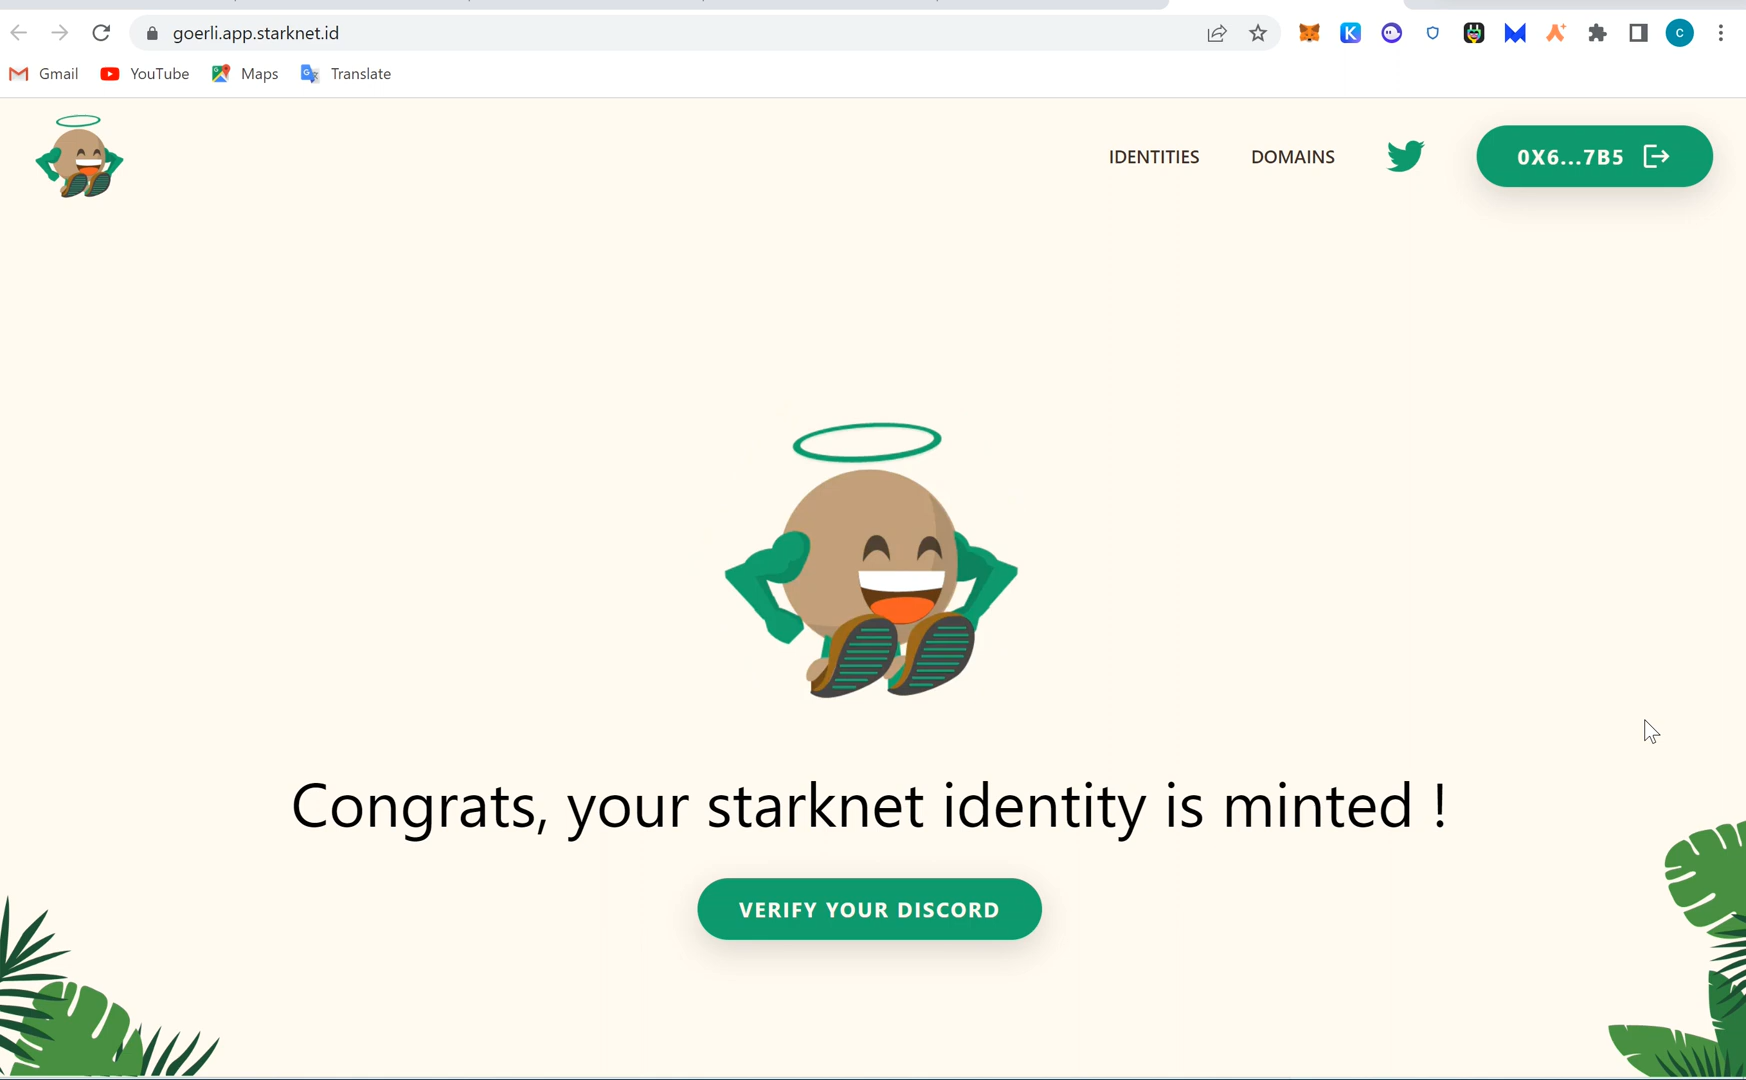 goerli.app.starknet.id
K
C
Gmail YouTube Maps Translate
IDENTITIES DOMAINS 0X6...7B5
Congrats, your starknet identity is minted !
VERIFY YOUR DISCORD